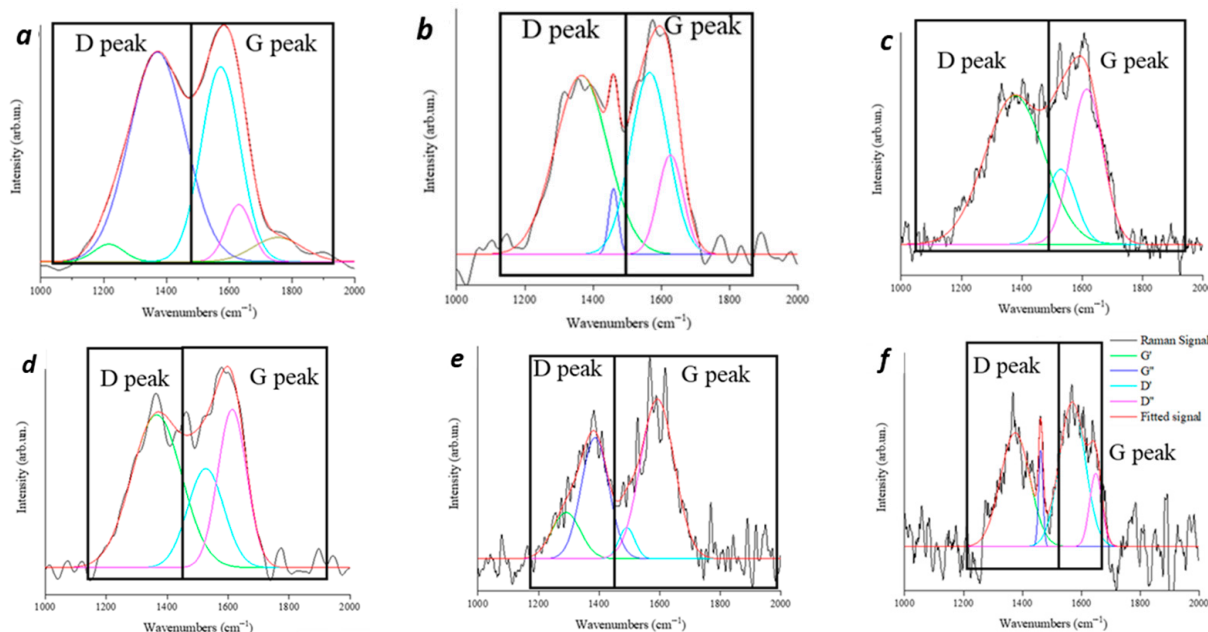 a
D peak
G peak
Intensity (arb.un.)
1000 1200 1400 1600 1800 2000
Wavenumbers (cm⁻¹)
b
D peak
G peak
Intensity (arb.un.)
1000 1200 1400 1600 1800 2000
Wavenumbers (cm⁻¹)
c
D peak
G peak
Intensity (arb.un.)
1000 1200 1400 1600 1800 2000
Wavenumbers (cm⁻¹)
d
D peak
G peak
Intensity (arb.un.)
1000 1200 1400 1600 1800 2000
Wavenumbers (cm⁻¹)
e
D peak
G peak
Intensity (arb.un.)
1000 1200 1400 1600 1800 2000
Wavenumbers (cm⁻¹)
f
D peak
G peak
Raman Signal
G'
G"
D'
D"
Fitted signal
Intensity (arb.un.)
1000 1200 1400 1600 1800 2000
Wavenumbers (cm⁻¹)